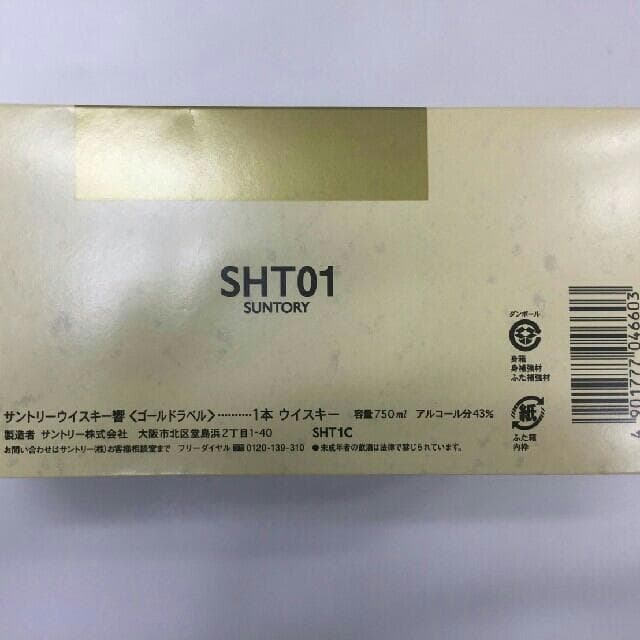 SHT01
SUNTORY
ダンボール
身箱
身補強材
ふた補強材
紙
ふた箱
内枠
4901777046603
サントリーウイスキー響〈ゴールドラベル〉………1本 ウイスキー 容量750ml アルコール分43%
製造者 サントリー株式会社 大阪市北区堂島浜2丁目1-40 SHT1C
お問い合わせはサントリー(株)お客様相談室まで フリーダイヤル 0120-139-310 ●未成年者の飲酒は法律で禁じられています。